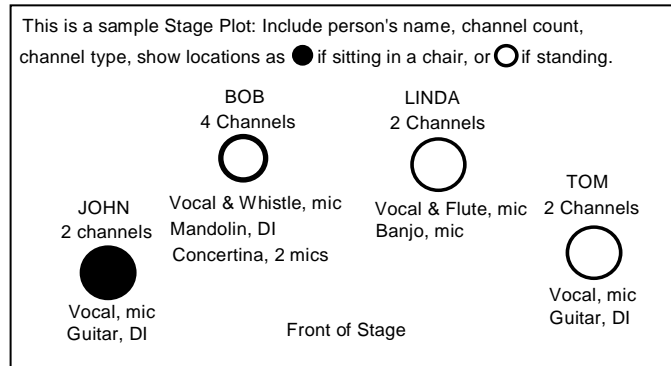 This is a sample Stage Plot: Include person's name, channel count,
channel type, show locations as if sitting in a chair, or if standing.
BOB
4 Channels
Vocal & Whistle, mic
Mandolin, DI
Concertina, 2 mics
LINDA
2 Channels
Vocal & Flute, mic
Banjo, mic
JOHN
2 channels
Vocal, mic
Guitar, DI
TOM
2 Channels
Vocal, mic
Guitar, DI
Front of Stage